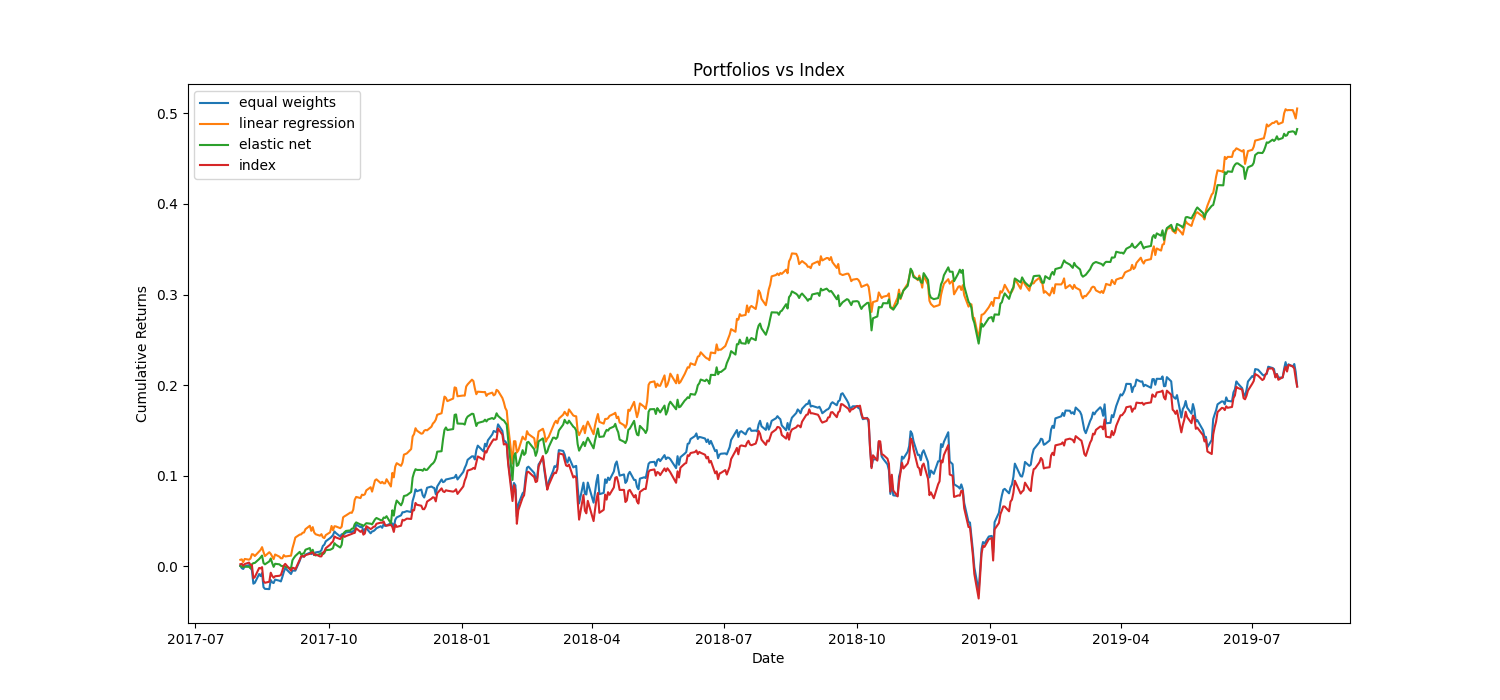 Portfolios vs Index
equal weights
linear regression
elastic net
index
Cumulative Returns
0.5
0.4
0.3
0.2
0.1
0.0
2017-07 2017-10 2018-01 2018-04 2018-07 2018-10 2019-01 2019-04 2019-07
Date